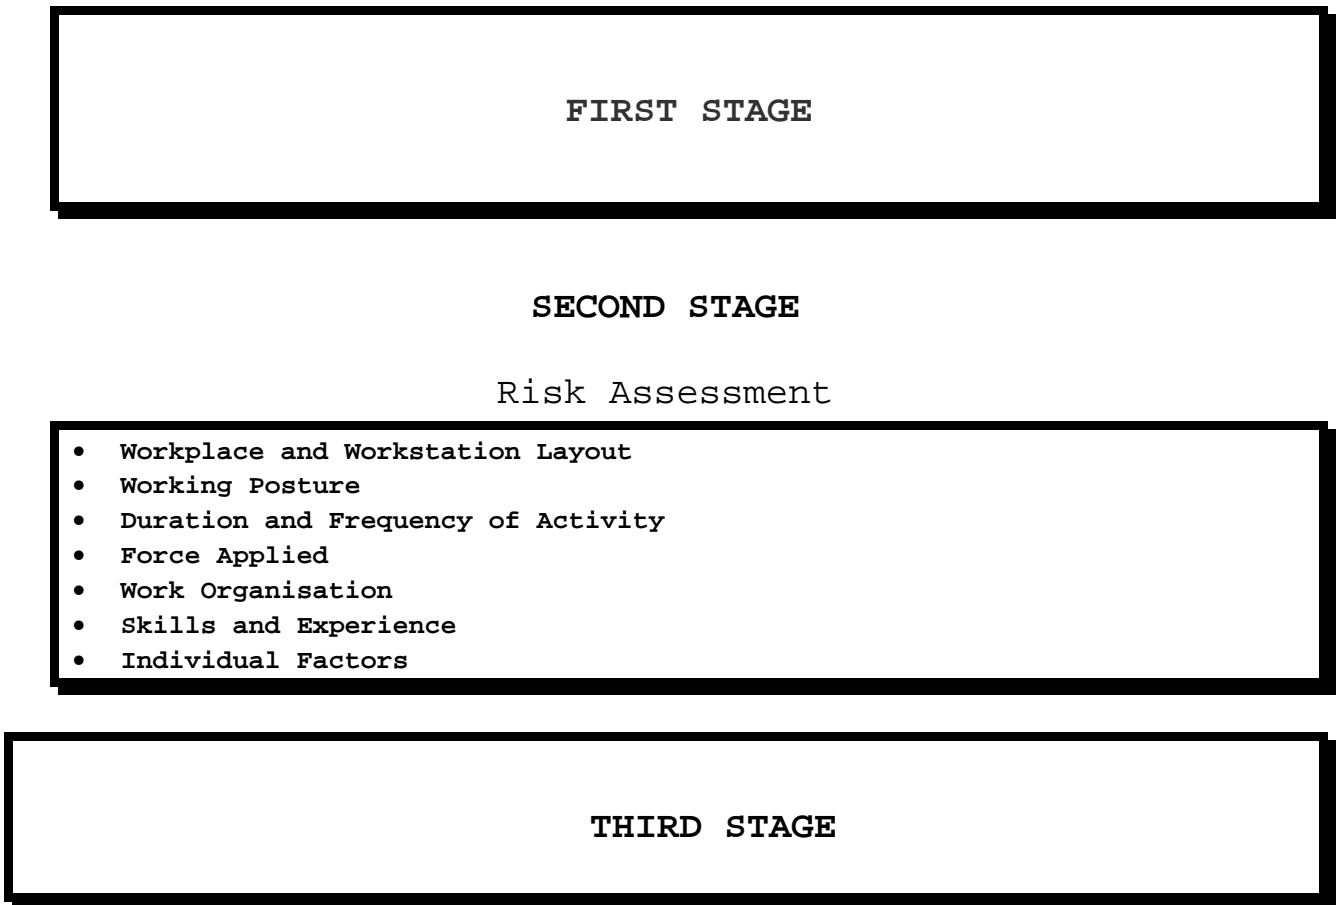 FIRST STAGE
SECOND STAGE
Risk Assessment
• Workplace and Workstation Layout
• Working Posture
• Duration and Frequency of Activity
• Force Applied
• Work Organisation
• Skills and Experience
• Individual Factors
THIRD STAGE